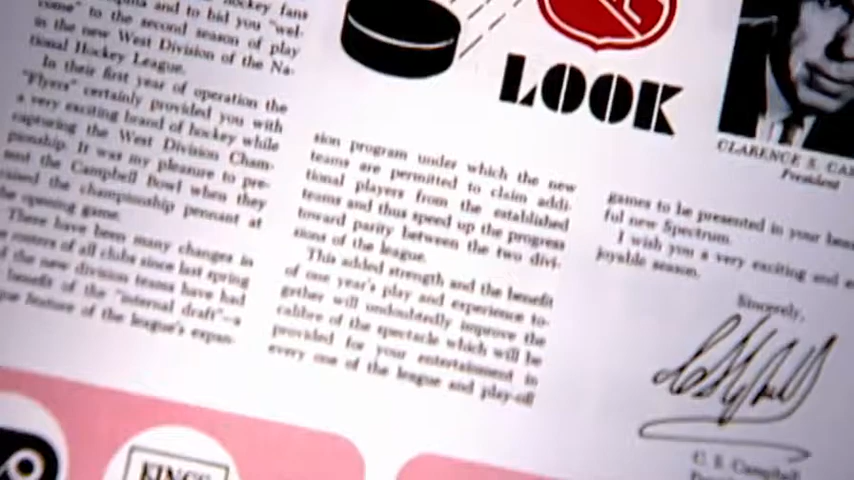 hockey fans
come" to the second season of play
in the new West Division of the Na-
tional Hockey League.
In their first year of operation the
"Flyers" certainly provided you with
a very exciting brand of hockey while
capturing the West Division Cham-
pionship. It was my pleasure to pre-
sent the Campbell Bowl when they
raised the championship pennant at
the opening game.
There have been many changes in
rosters of all clubs since last spring
the new division teams have had
benefit of the "internal draft"—a
feature of the league's expan-
LOOK
sion program under which the new
teams are permitted to claim addi-
tional players from the established
teams and thus speed up the progress
toward parity between the two divi-
sions of the league.
This added strength and the benefit
of one year's play and experience to-
gether will undoubtedly improve the
calibre of the spectacle which will be
provided for your entertainment in
every one of the league and play-off
CLARENCE S. CA
President
games to be presented in your
ful new Spectrum.
I wish you a very exciting and
joyable season.
Sincerely,
C. S. Campbell
KINGS